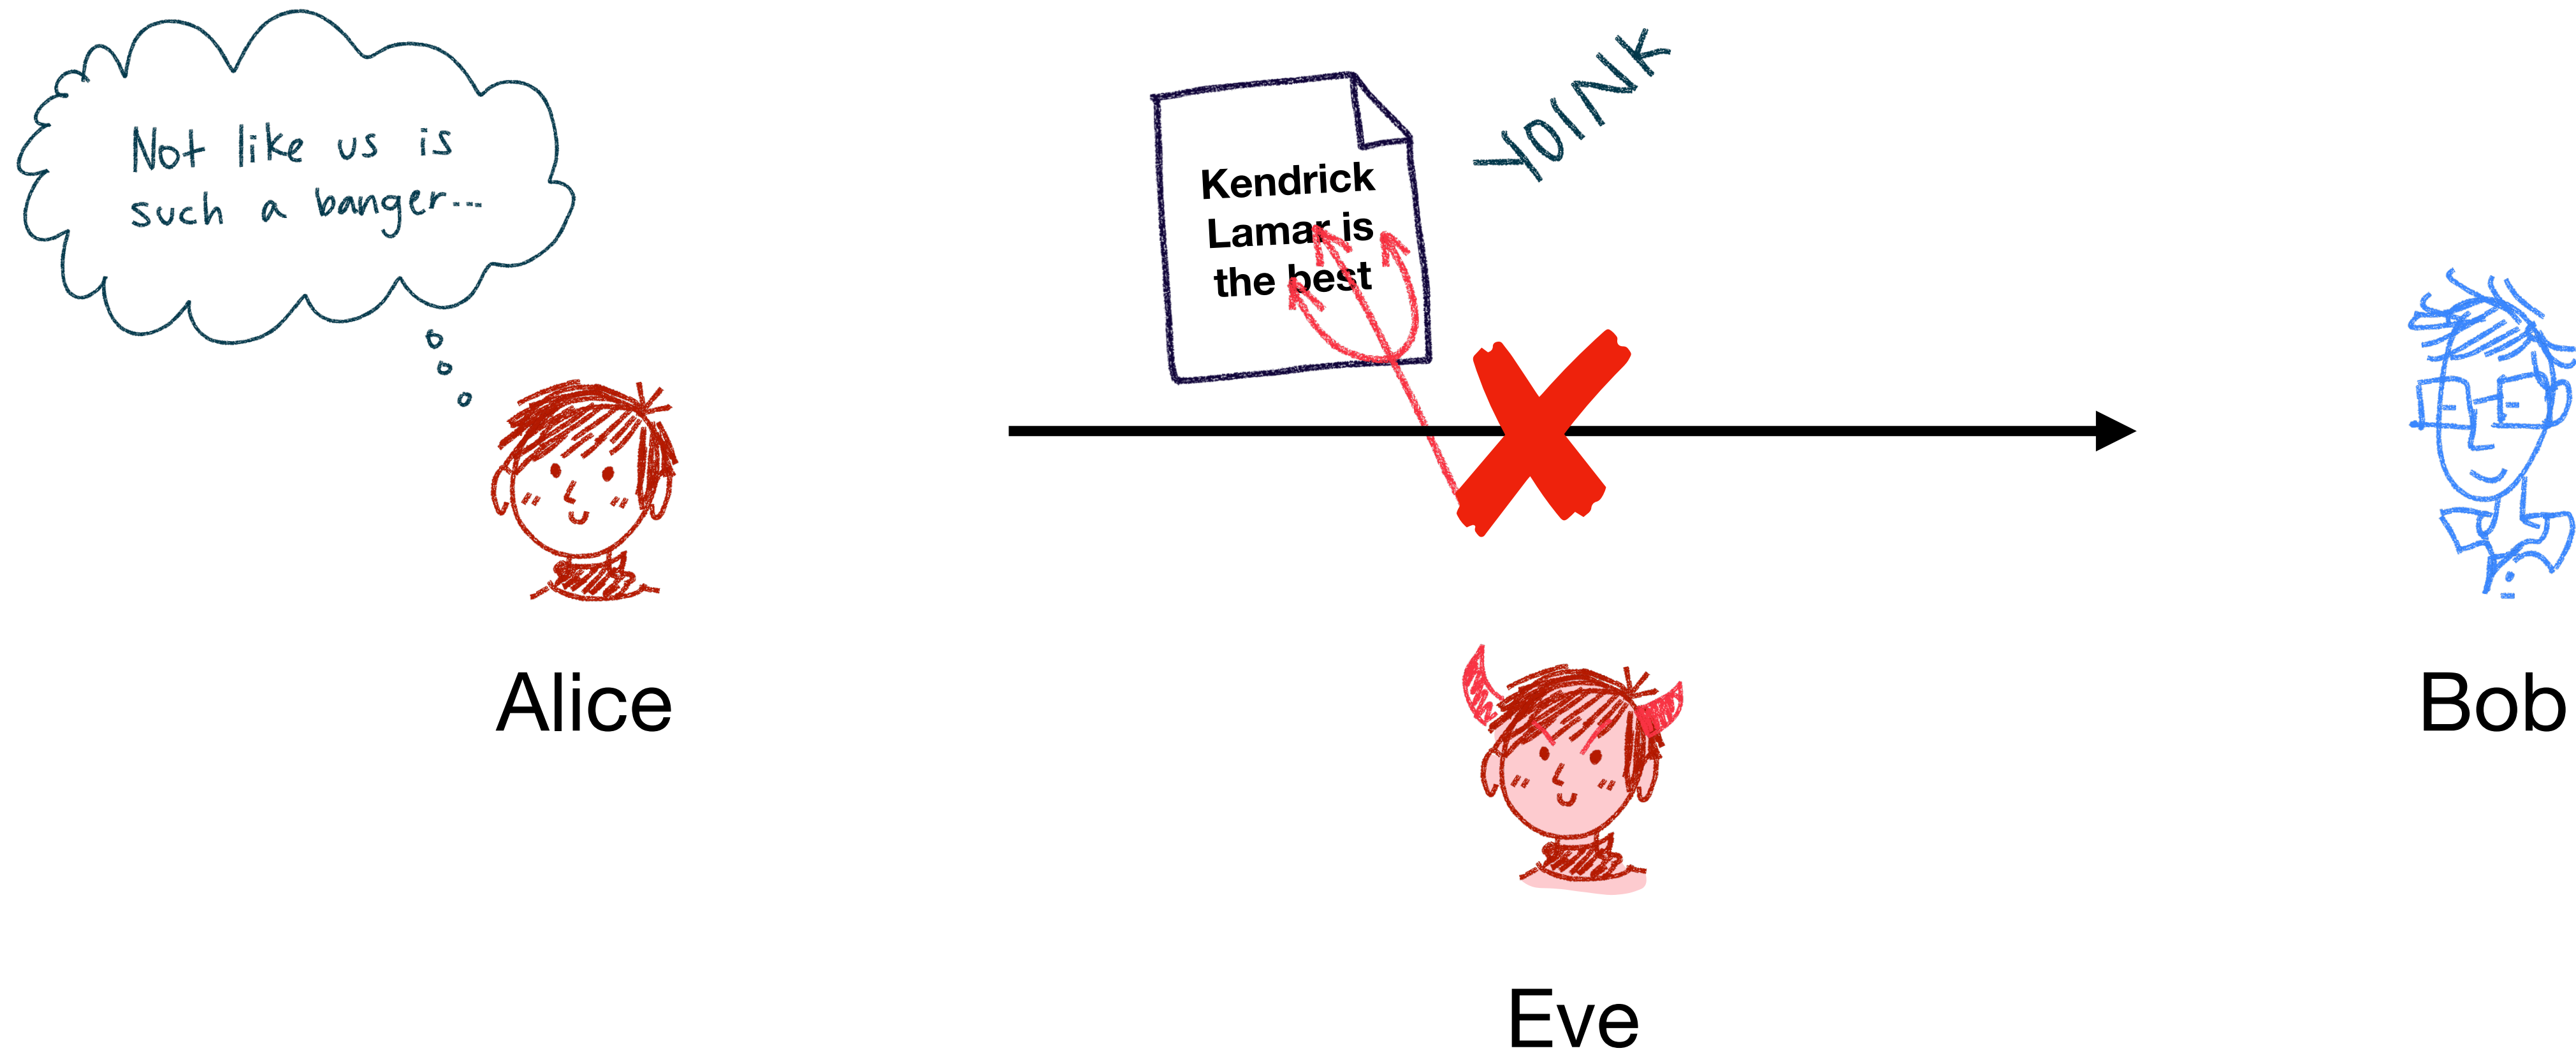 Not like us is
such a banger...
YOINK
Kendrick
Lamar is
the best
Alice
Bob
Eve